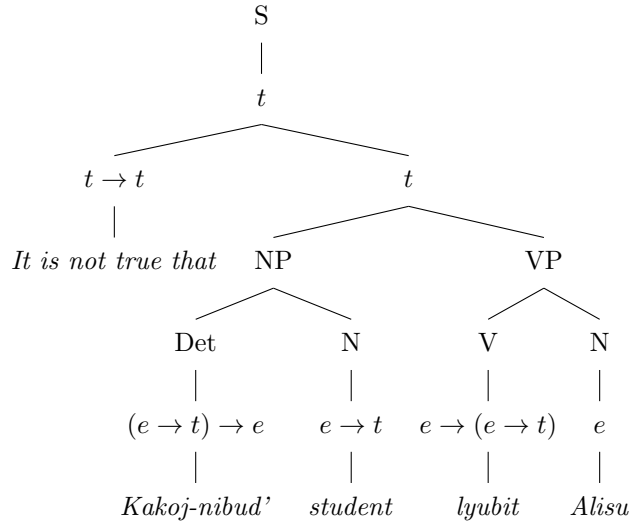 S
t
t → t t
It is not true that NP VP
Det N V N
(e → t) → e e → t e → (e → t) e
Kakoj-nibud’ student lyubit Alisu